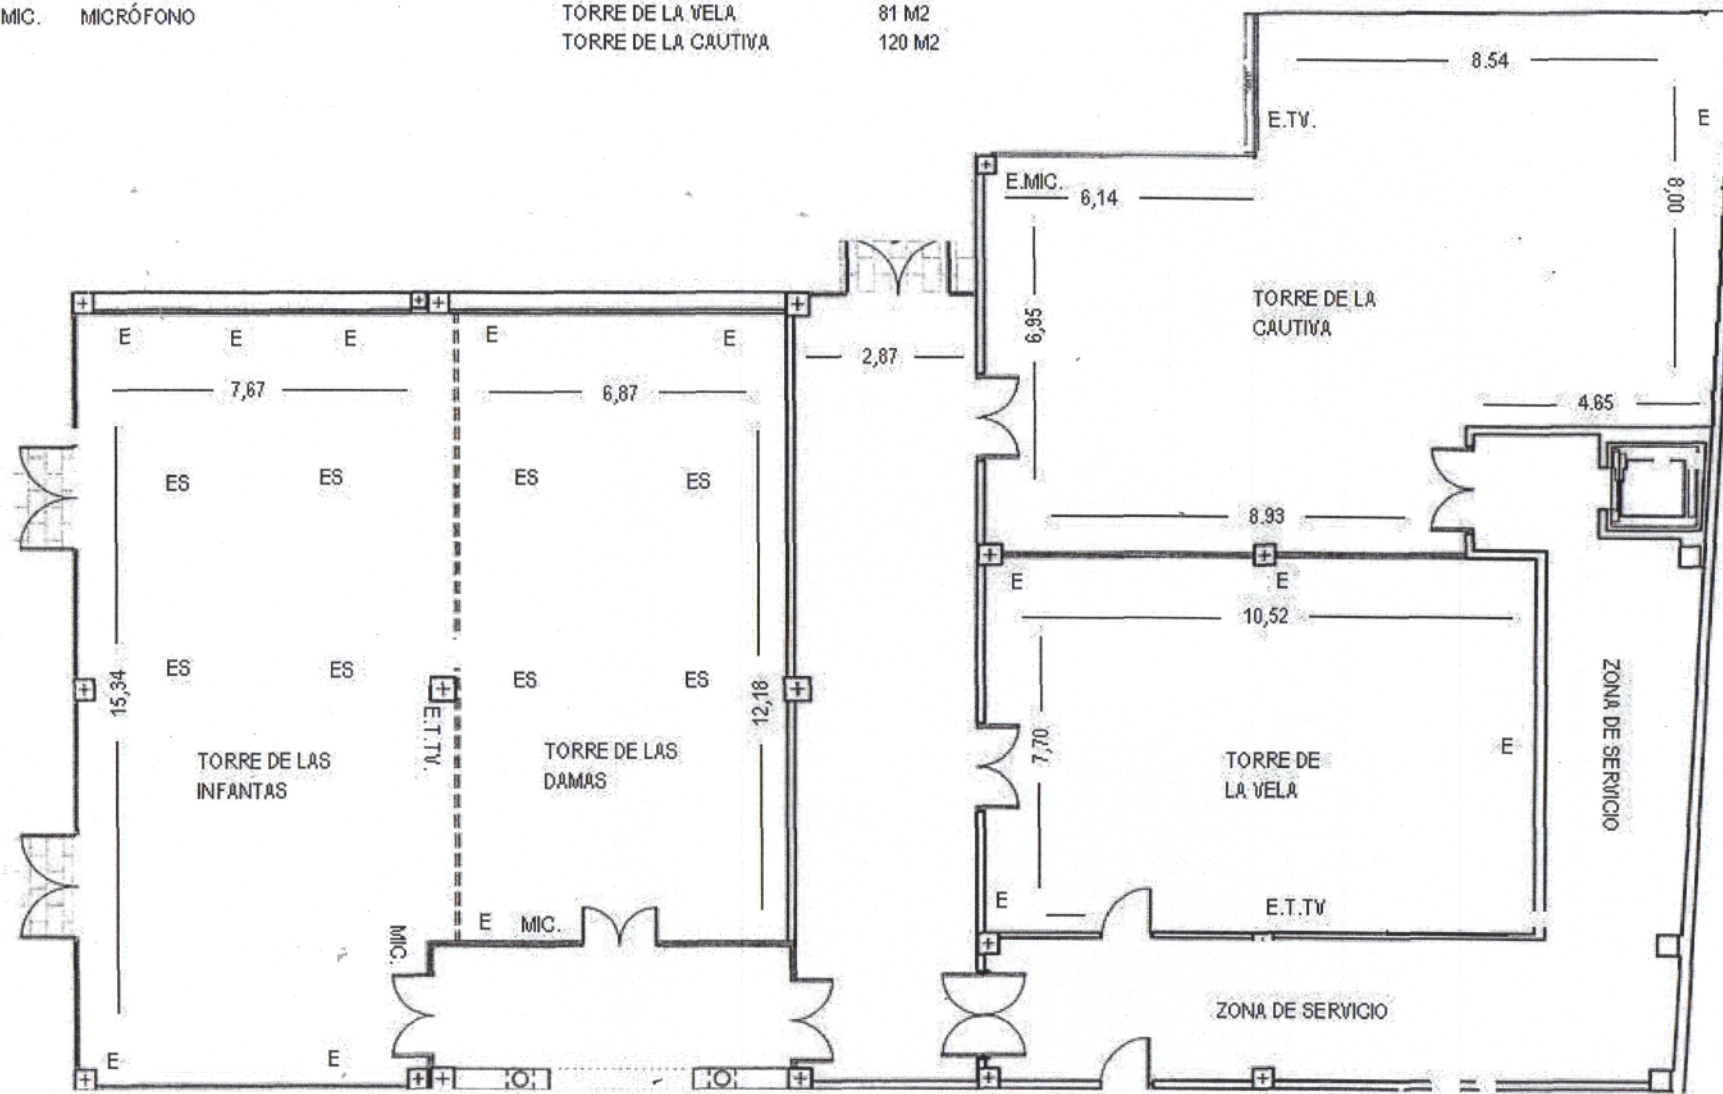 MIC. MICRÓFONO
TORRE DE LA VELA 81 M2
TORRE DE LA CAUTIVA 120 M2
8.54
E.TV.
E
E.MIC.
6,14
8,00
6,95
TORRE DE LA
CAUTIVA
2,87
E E E E E
7,67
6,87
4.65
ES ES ES ES
8.93
E E
10,52
ES ES ES ES
15,34
E.T.TV.
12,18
7,70
E
ZONA DE SERVICIO
TORRE DE LAS
INFANTAS
TORRE DE LAS
DAMAS
TORRE DE
LA VELA
E
E.T.TV
E MIC.
MIC.
ZONA DE SERVICIO
E E